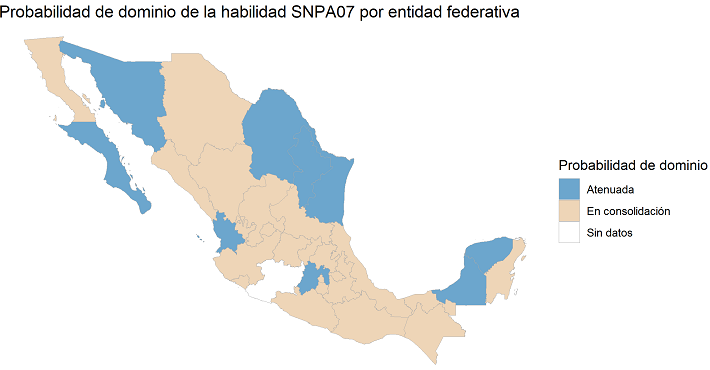 Probabilidad de dominio de la habilidad SNPA07 por entidad federativa
Probabilidad de dominio
Atenuada
En consolidación
Sin datos